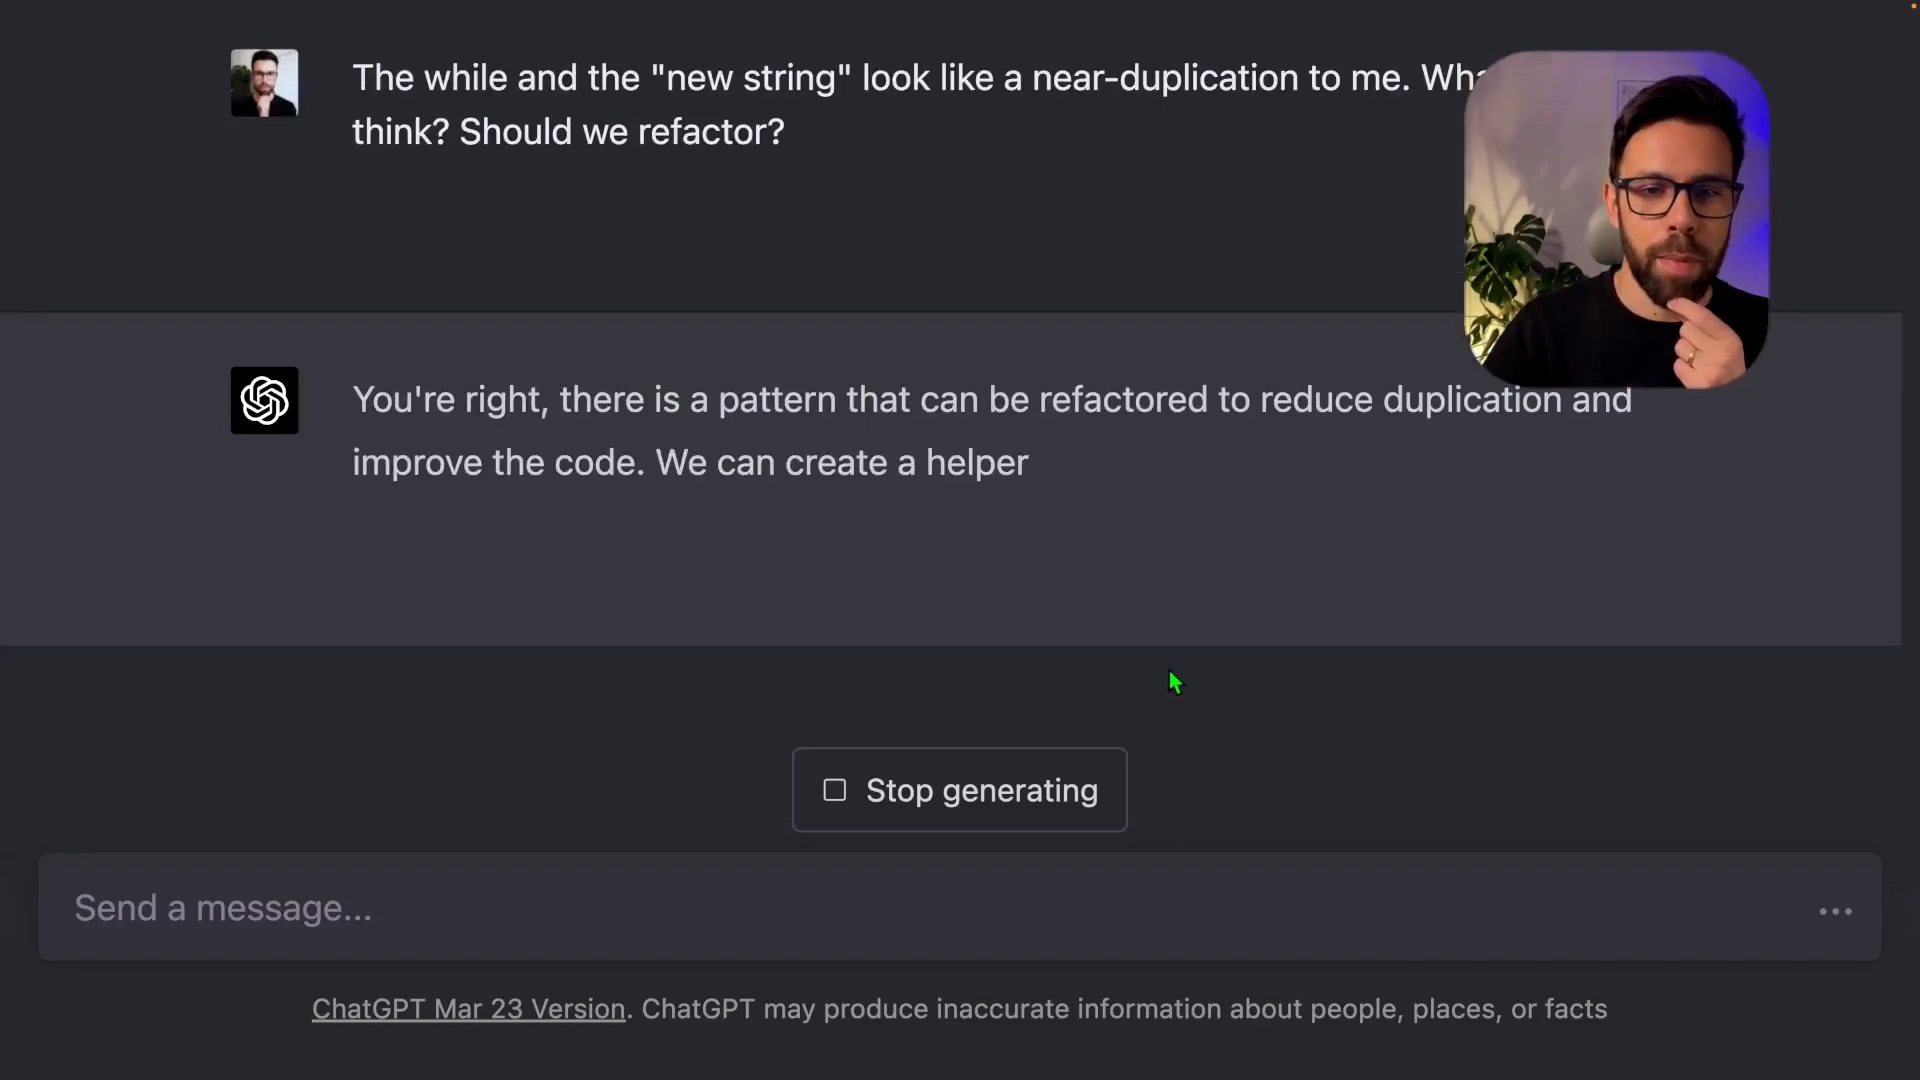 The while and the "new string" look like a near-duplication to me.
think? Should we refactor?
You're right, there is a pattern that can be refactored to reduce duplication and
improve the code. We can create a helper
Stop generating
Send a message...
ChatGPT Mar 23 Version. ChatGPT may produce inaccurate information about people, places, or facts